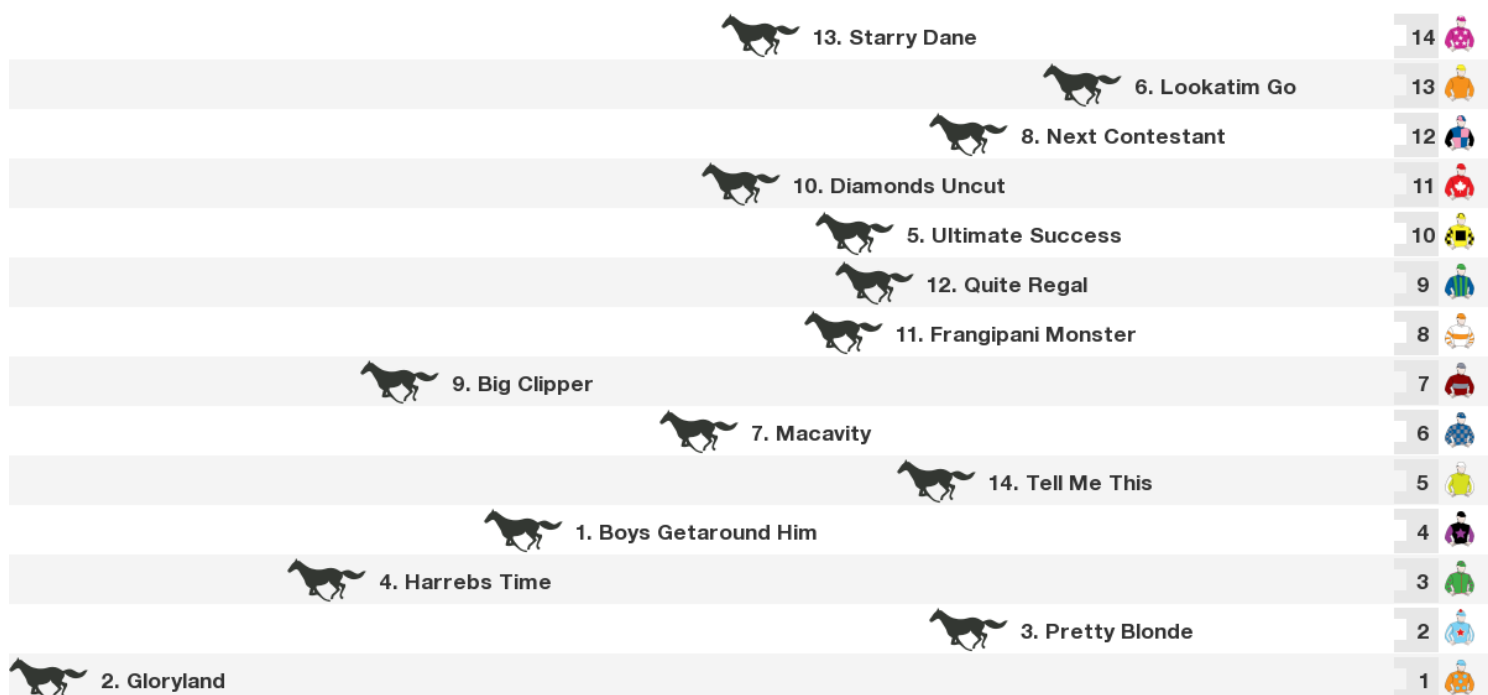 13. Starry Dane 14
6. Lookatim Go 13
8. Next Contestant 12
10. Diamonds Uncut 11
5. Ultimate Success 10
12. Quite Regal 9
11. Frangipani Monster 8
9. Big Clipper 7
7. Macavity 6
14. Tell Me This 5
1. Boys Getaround Him 4
4. Harrebs Time 3
3. Pretty Blonde 2
2. Gloryland 1